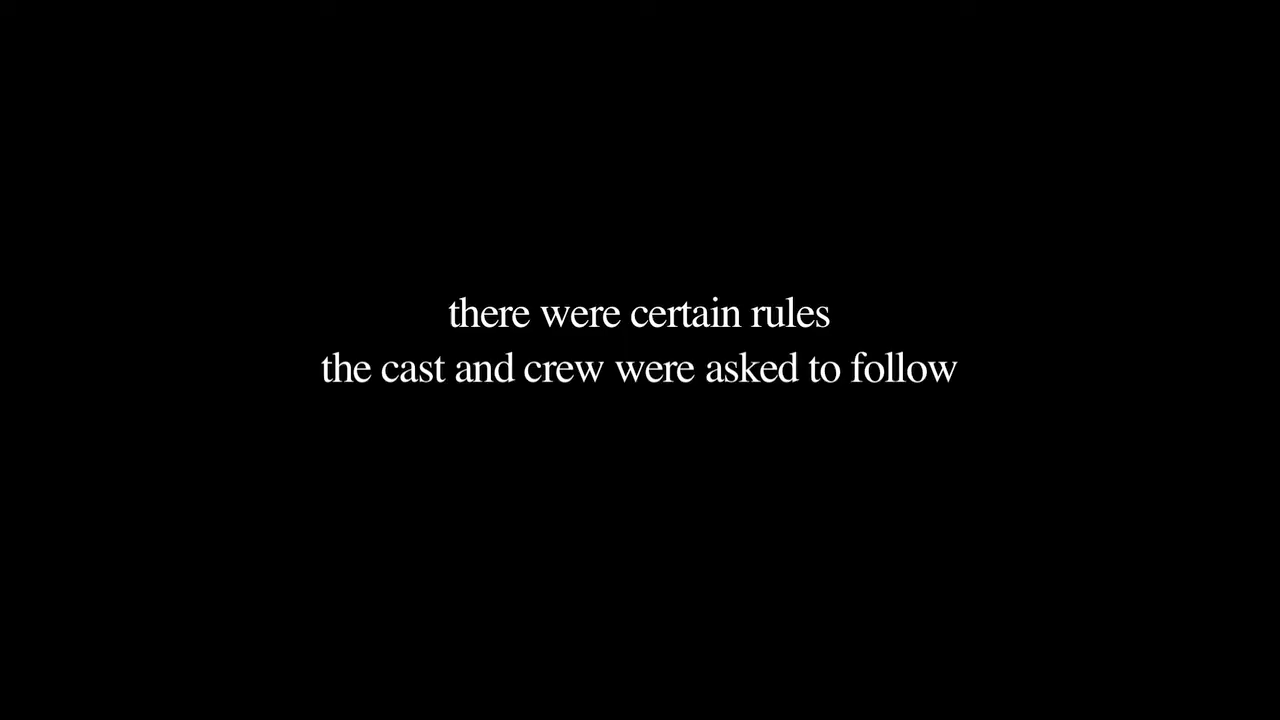 there were certain rules
the cast and crew were asked to follow